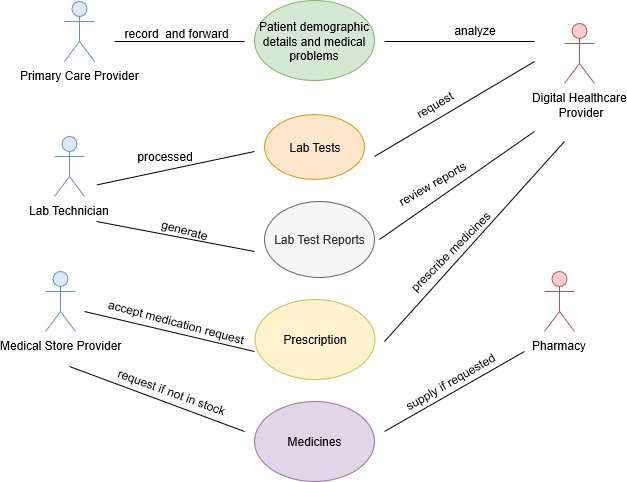 Patient demographic
details and medical
problems
record and forward
analyze
Primary Care Provider
Digital Healthcare
Provider
request
Lab Tests
processed
Lab Technician
review reports
generate
Lab Test Reports
prescribe medicines
accept medication request
Prescription
Medical Store Provider
Pharmacy
request if not in stock
supply if requested
Medicines